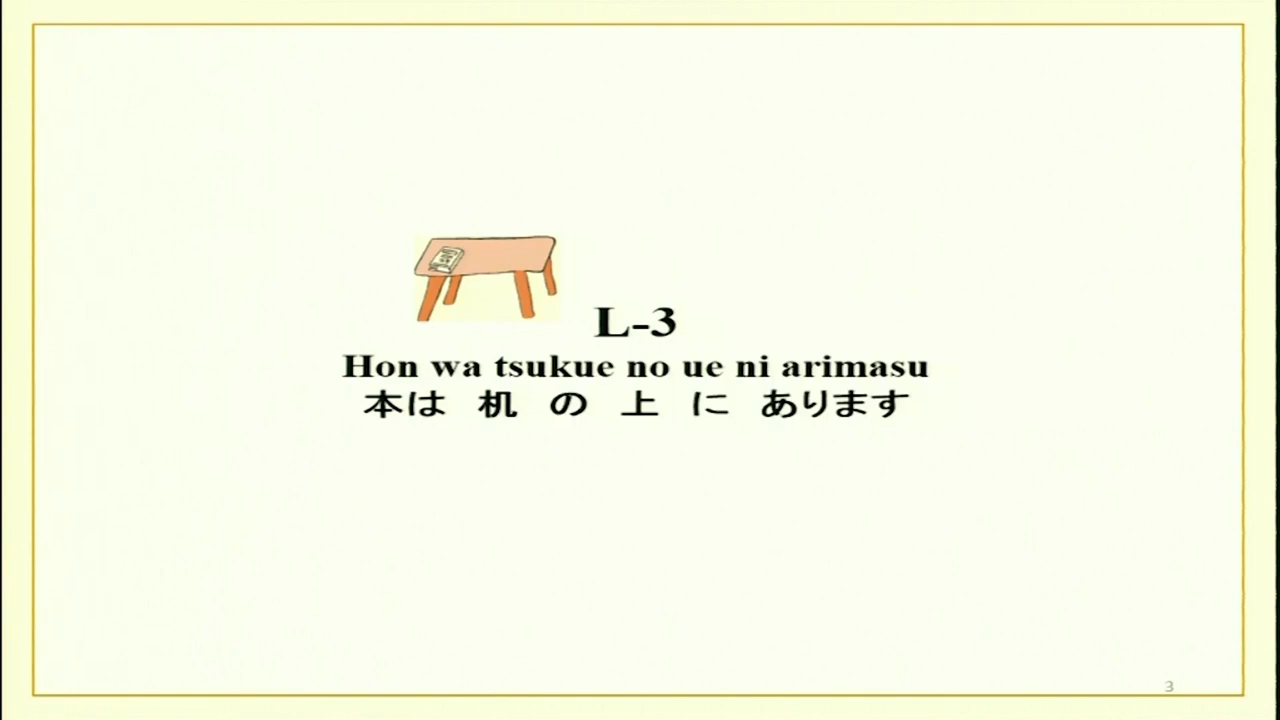 L-3
Hon wa tsukue no ue ni arimasu
本は 机 の 上 に あります
3